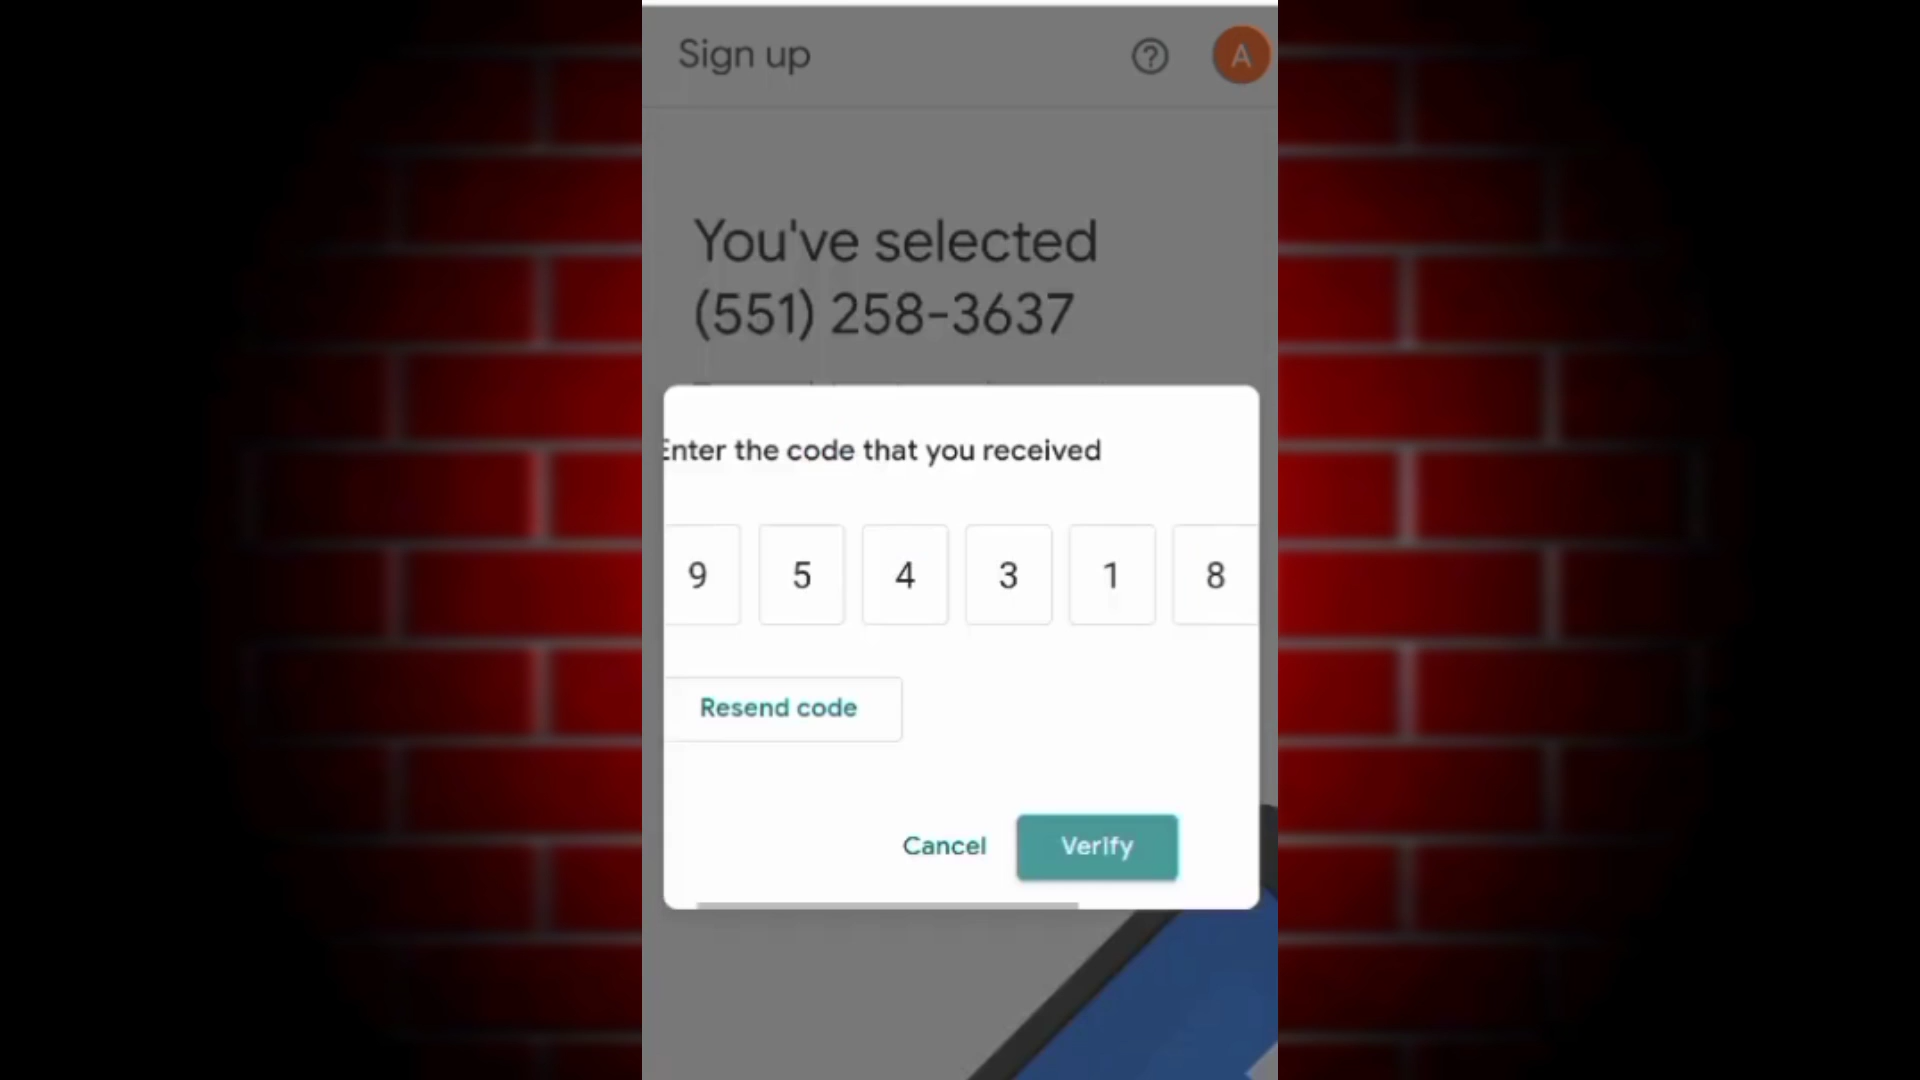 Sign up
A
You've selected
(551) 258-3637
Enter the code that you received
9 5 4 3 1 8
Resend code
Cancel
Verify